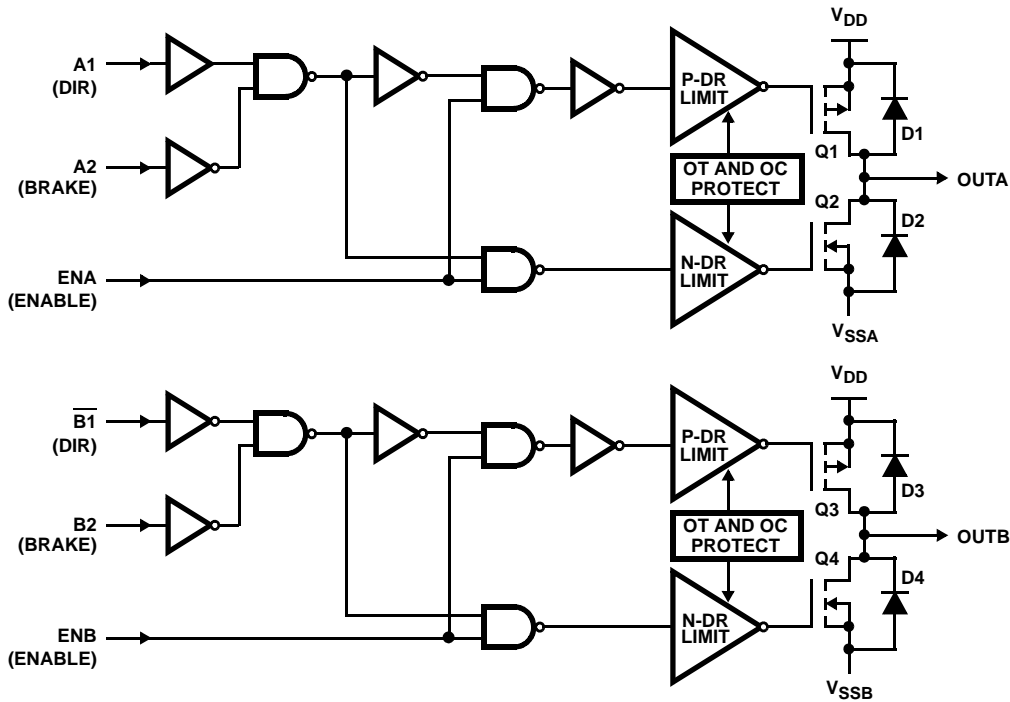 A1
(DIR)
A2
(BRAKE)
ENA
(ENABLE)
P-DR
LIMIT
OT AND OC
PROTECT
N-DR
LIMIT
VDD
Q1
D1
OUTA
Q2
D2
VSSA
B1
(DIR)
B2
(BRAKE)
ENB
(ENABLE)
P-DR
LIMIT
OT AND OC
PROTECT
N-DR
LIMIT
VDD
Q3
D3
OUTB
Q4
D4
VSSB